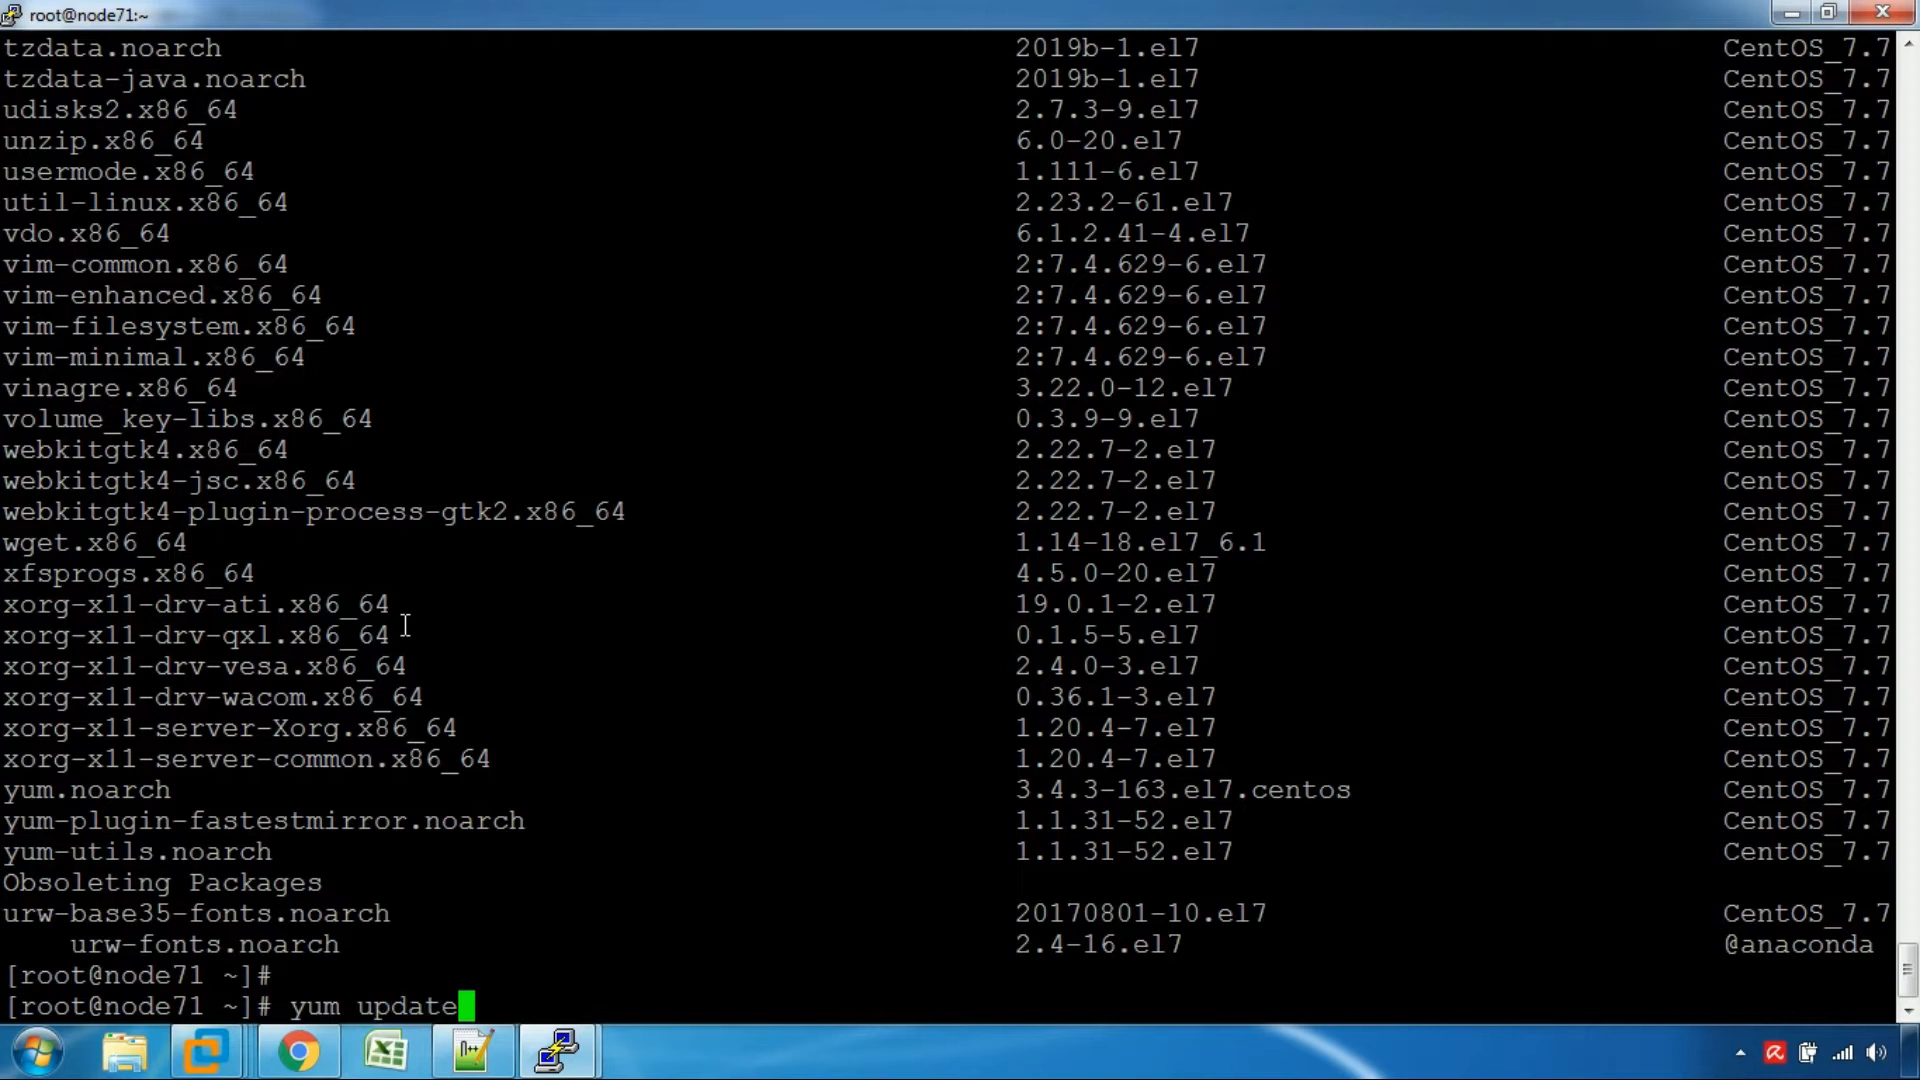 root@node71:~
tzdata.noarch 2019b-1.el7 CentOS_7.7
tzdata-java.noarch 2019b-1.el7 CentOS_7.7
udisks2.x86_64 2.7.3-9.el7 CentOS_7.7
unzip.x86_64 6.0-20.el7 CentOS_7.7
usermode.x86_64 1.111-6.el7 CentOS_7.7
util-linux.x86_64 2.23.2-61.el7 CentOS_7.7
vdo.x86_64 6.1.2.41-4.el7 CentOS_7.7
vim-common.x86_64 2:7.4.629-6.el7 CentOS_7.7
vim-enhanced.x86_64 2:7.4.629-6.el7 CentOS_7.7
vim-filesystem.x86_64 2:7.4.629-6.el7 CentOS_7.7
vim-minimal.x86_64 2:7.4.629-6.el7 CentOS_7.7
vinagre.x86_64 3.22.0-12.el7 CentOS_7.7
volume_key-libs.x86_64 0.3.9-9.el7 CentOS_7.7
webkitgtk4.x86_64 2.22.7-2.el7 CentOS_7.7
webkitgtk4-jsc.x86_64 2.22.7-2.el7 CentOS_7.7
webkitgtk4-plugin-process-gtk2.x86_64 2.22.7-2.el7 CentOS_7.7
wget.x86_64 1.14-18.el7_6.1 CentOS_7.7
xfsprogs.x86_64 4.5.0-20.el7 CentOS_7.7
xorg-x11-drv-ati.x86_64 19.0.1-2.el7 CentOS_7.7
xorg-x11-drv-qxl.x86_64 0.1.5-5.el7 CentOS_7.7
xorg-x11-drv-vesa.x86_64 2.4.0-3.el7 CentOS_7.7
xorg-x11-drv-wacom.x86_64 0.36.1-3.el7 CentOS_7.7
xorg-x11-server-Xorg.x86_64 1.20.4-7.el7 CentOS_7.7
xorg-x11-server-common.x86_64 1.20.4-7.el7 CentOS_7.7
yum.noarch 3.4.3-163.el7.centos CentOS_7.7
yum-plugin-fastestmirror.noarch 1.1.31-52.el7 CentOS_7.7
yum-utils.noarch 1.1.31-52.el7 CentOS_7.7
Obsoleting Packages
urw-base35-fonts.noarch 20170801-10.el7 CentOS_7.7
urw-fonts.noarch 2.4-16.el7 @anaconda
[root@node71 ~]#
[root@node71 ~]# yum update